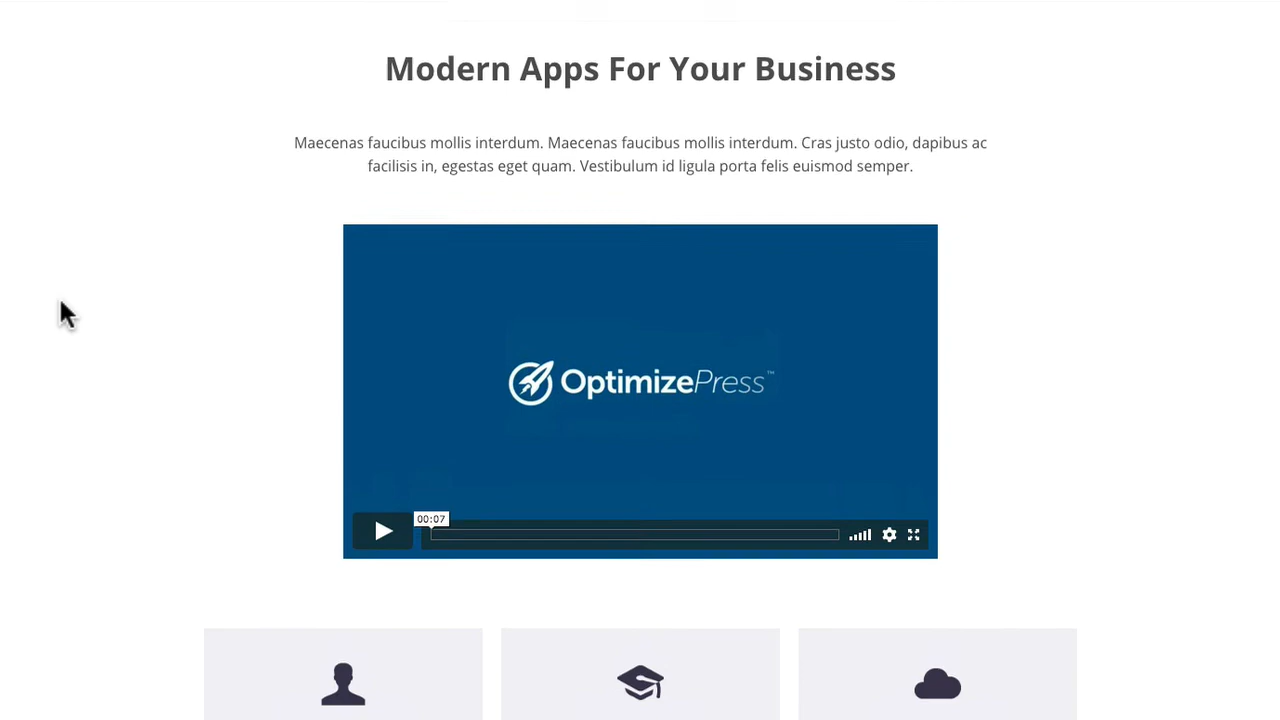 Modern Apps For Your Business
Maecenas faucibus mollis interdum. Maecenas faucibus mollis interdum. Cras justo odio, dapibus ac
facilisis in, egestas eget quam. Vestibulum id ligula porta felis euismod semper.
OptimizePress™
00:07